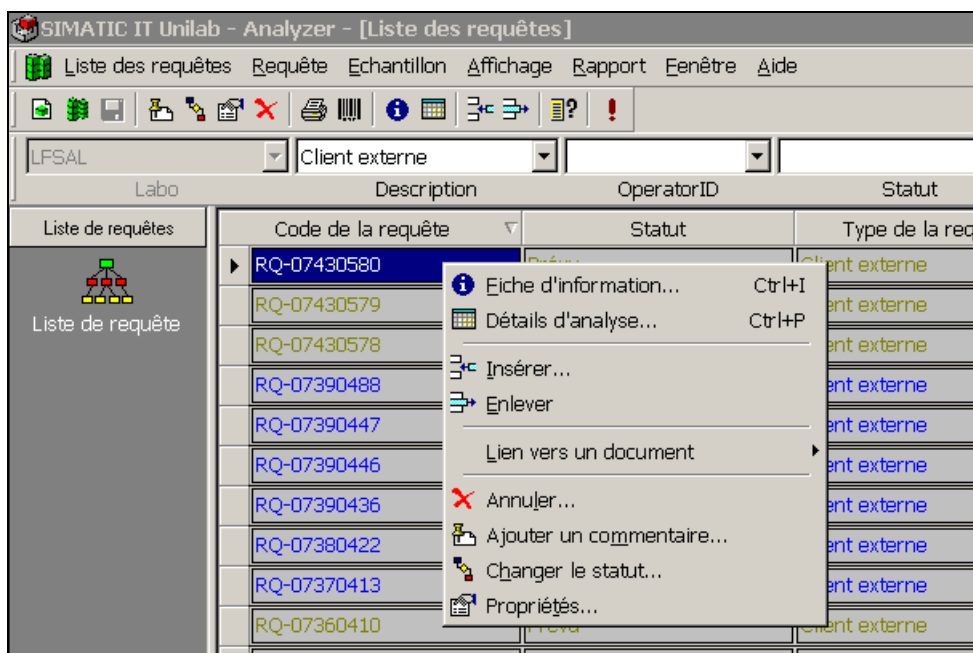 SIMATIC IT Unilab - Analyzer - [Liste des requêtes]
Liste des requêtes Requête Echantillon Affichage Rapport Fenêtre Aide
LFSAL Client externe
Labo Description OperatorID Statut
Liste de requêtes Code de la requête Statut Type de la req
RQ-07430580 ent externe
Fiche d'information... Ctrl+I
RQ-07430579 ent externe
Liste de requête Détails d'analyse... Ctrl+P
RQ-07430578 ent externe
Insérer...
RQ-07390488 ent externe
Enlever
RQ-07390447 ent externe
Lien vers un document
RQ-07390446 ent externe
RQ-07390436 Annuler... ent externe
RQ-07380422 Ajouter un commentaire... ent externe
Changer le statut...
RQ-07370413 ent externe
Propriétés...
RQ-07360410 Prévu Client externe